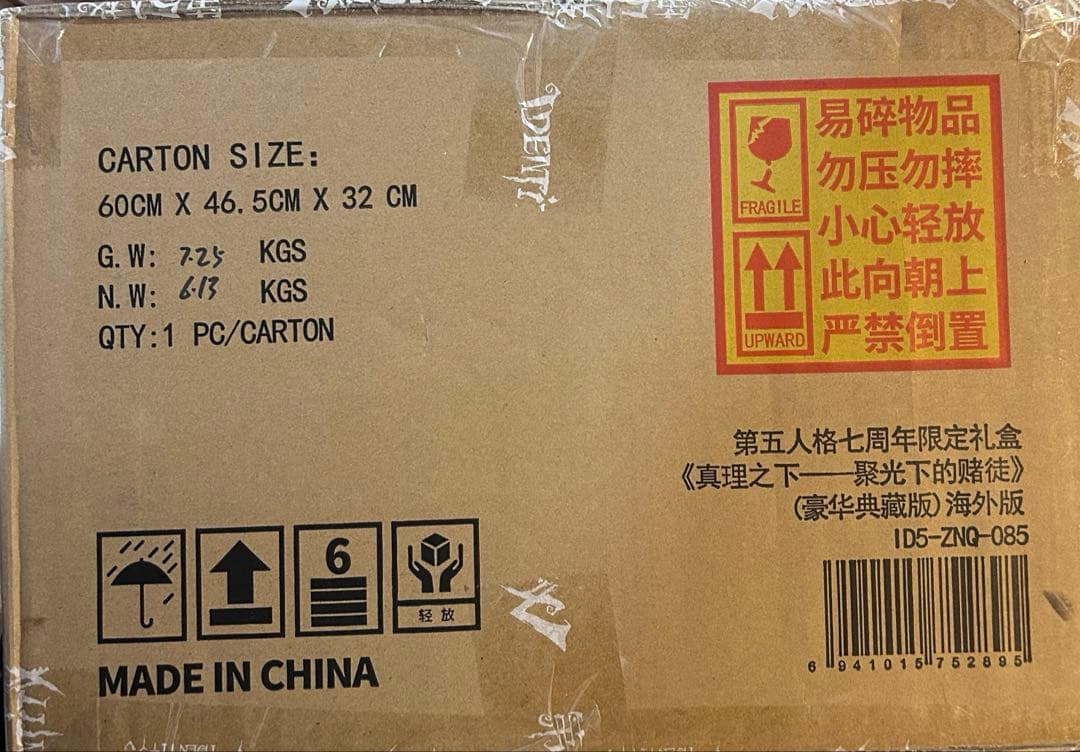 CARTON SIZE:
60CM X 46.5CM X 32 CM
G.W: 7.25 KGS
N.W: 6.13 KGS
QTY:1 PC/CARTON
易碎物品
勿压勿摔
小心轻放
此向朝上
严禁倒置
FRAGILE
UPWARD
第五人格七周年限定礼盒
《真理之下——聚光下的赌徒》
(豪华典藏版)海外版
ID5-ZNQ-085
6 941015 752895
6
轻放
MADE IN CHINA
IDENTI